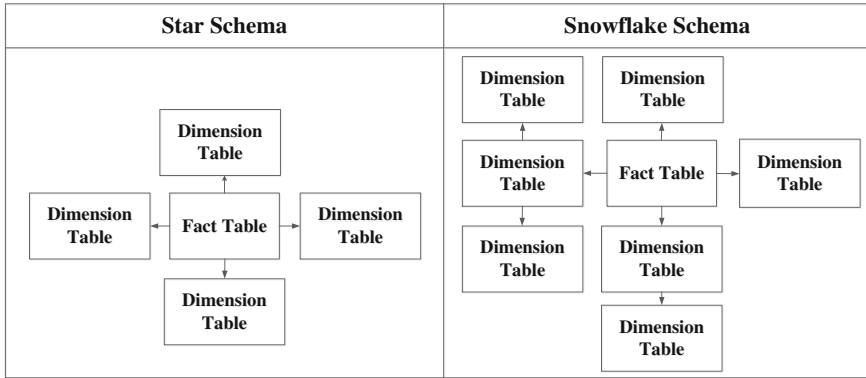 Star Schema
Snowflake Schema
Dimension
Table
Dimension
Table
Fact Table
Dimension
Table
Dimension
Table
Dimension
Table
Dimension
Table
Dimension
Table
Fact Table
Dimension
Table
Dimension
Table
Dimension
Table
Dimension
Table
Dimension
Table